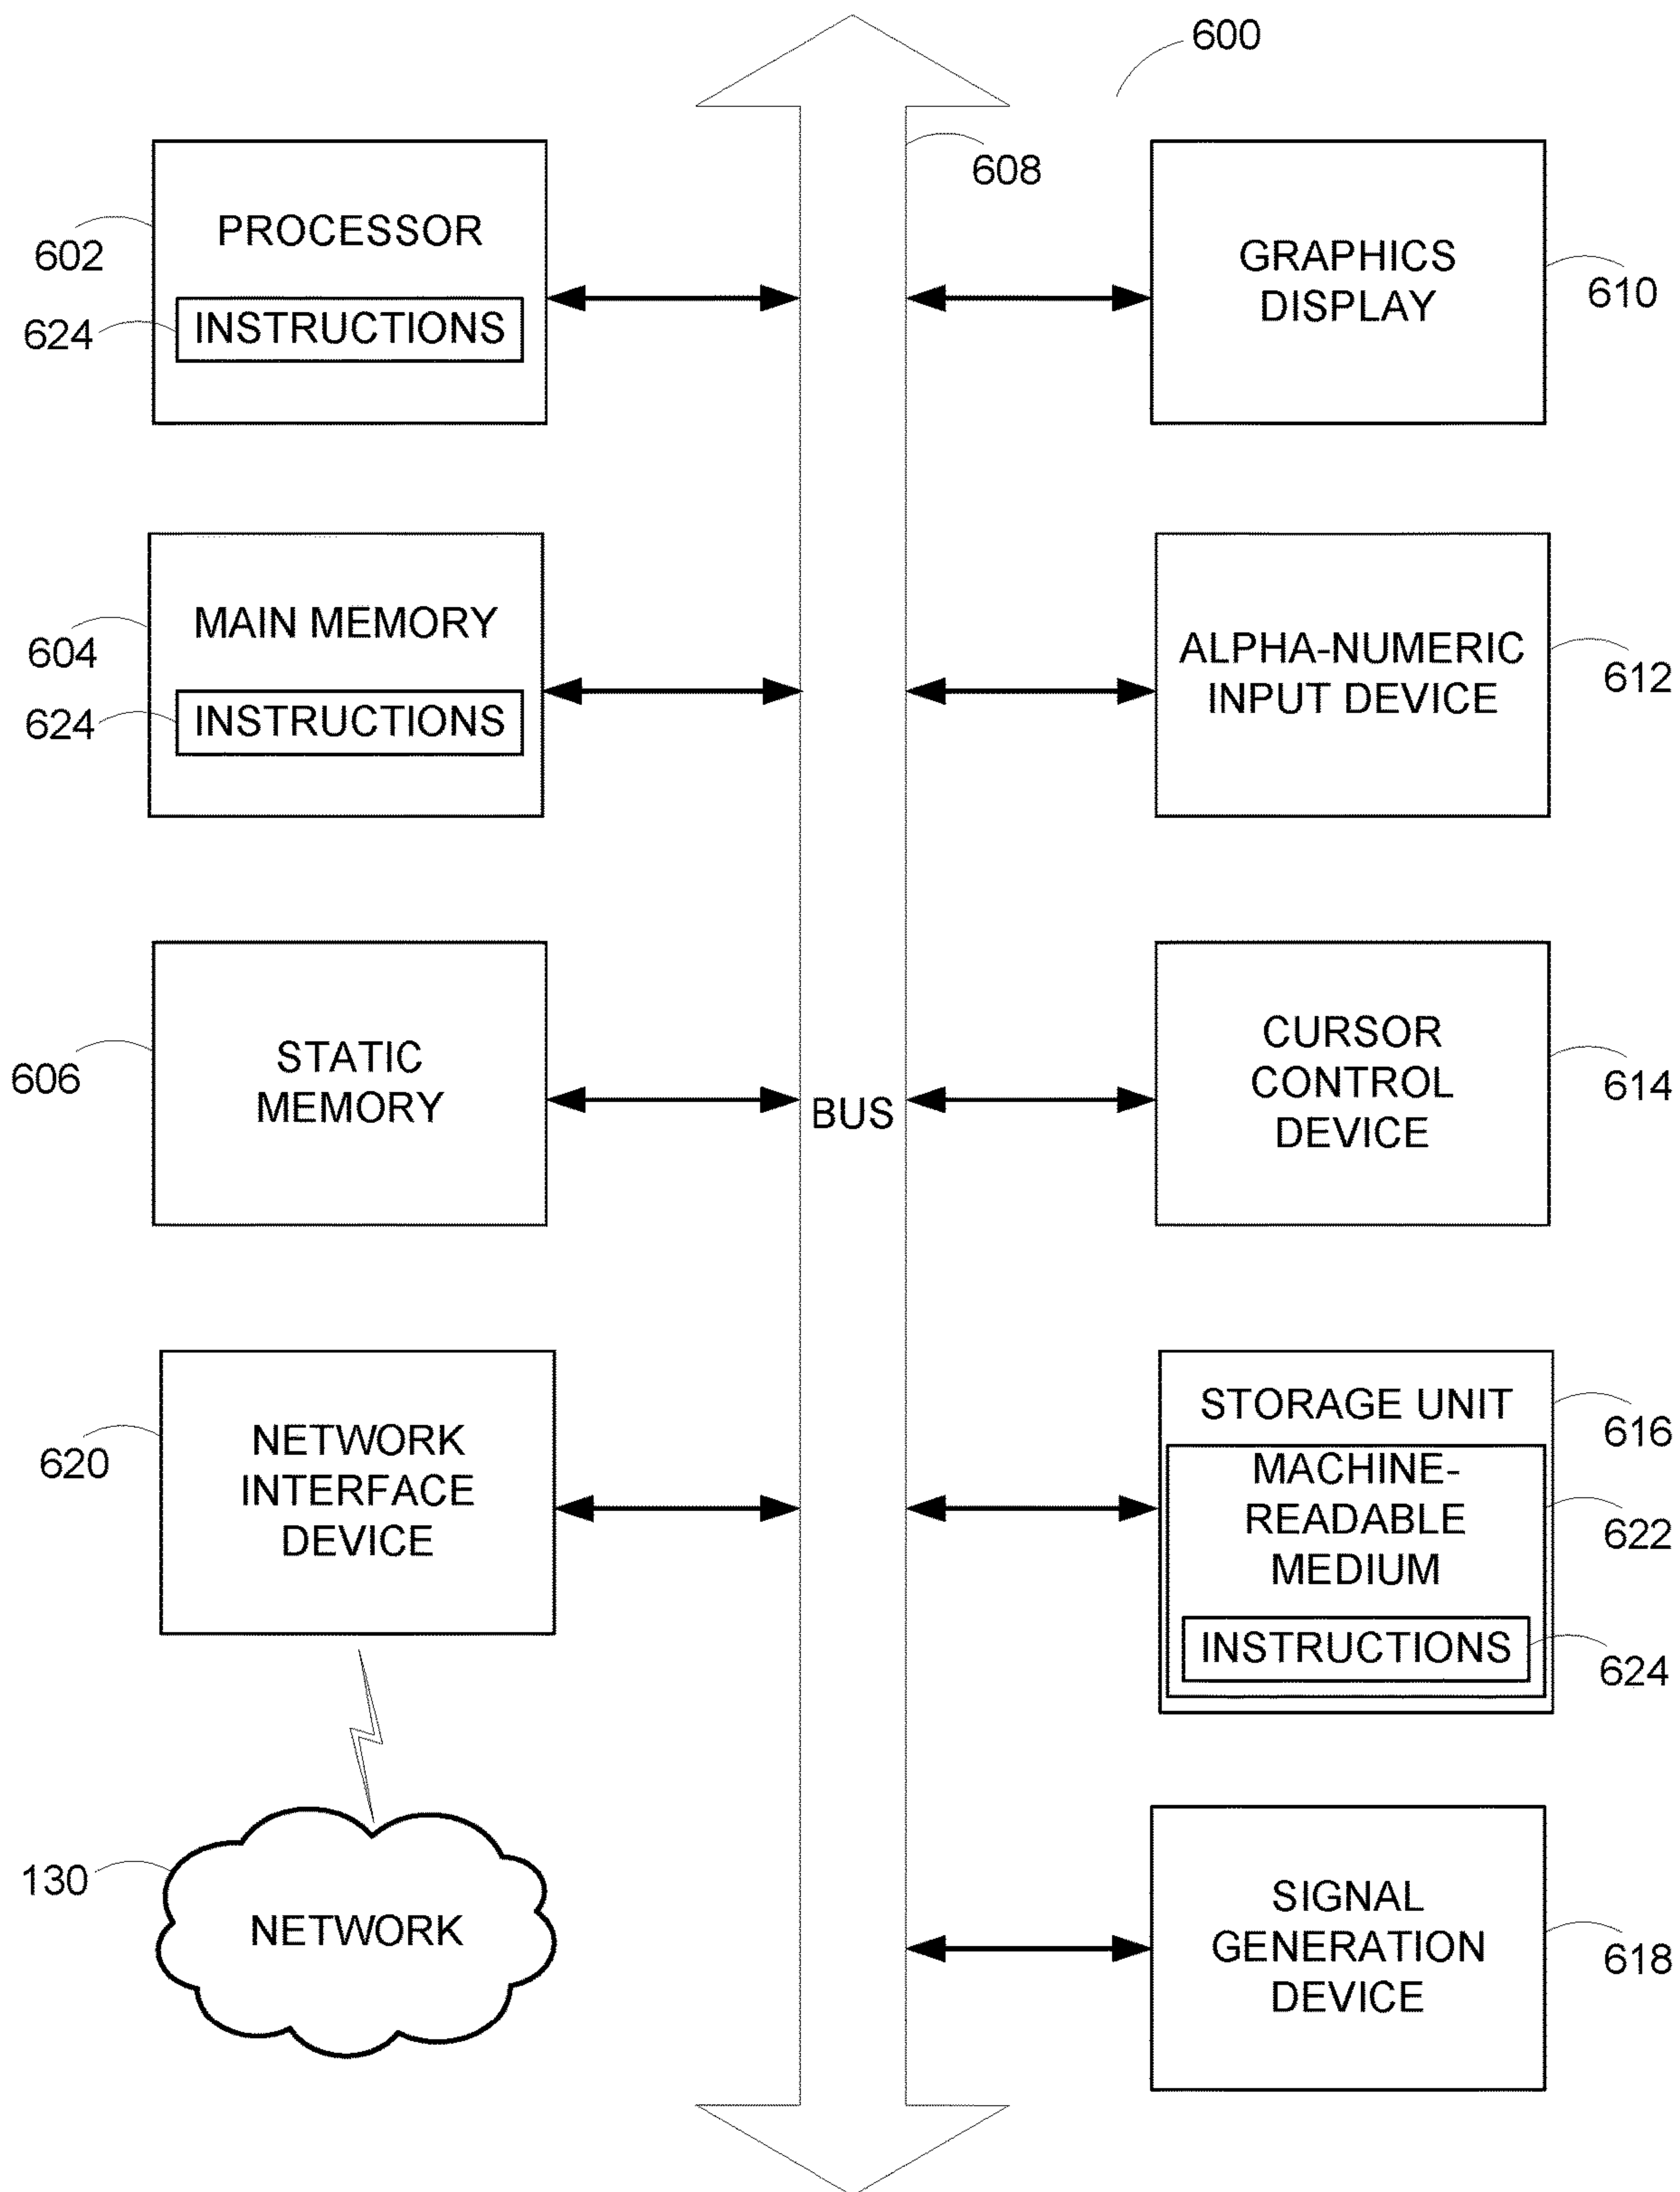 600
608
PROCESSOR
602
INSTRUCTIONS
624
GRAPHICS
DISPLAY
610
MAIN MEMORY
604
INSTRUCTIONS
624
ALPHA-NUMERIC
INPUT DEVICE
612
STATIC
MEMORY
606
BUS
CURSOR
CONTROL
DEVICE
614
NETWORK
INTERFACE
DEVICE
620
STORAGE UNIT
616
MACHINE-
READABLE
MEDIUM
622
INSTRUCTIONS
624
130
NETWORK
SIGNAL
GENERATION
DEVICE
618